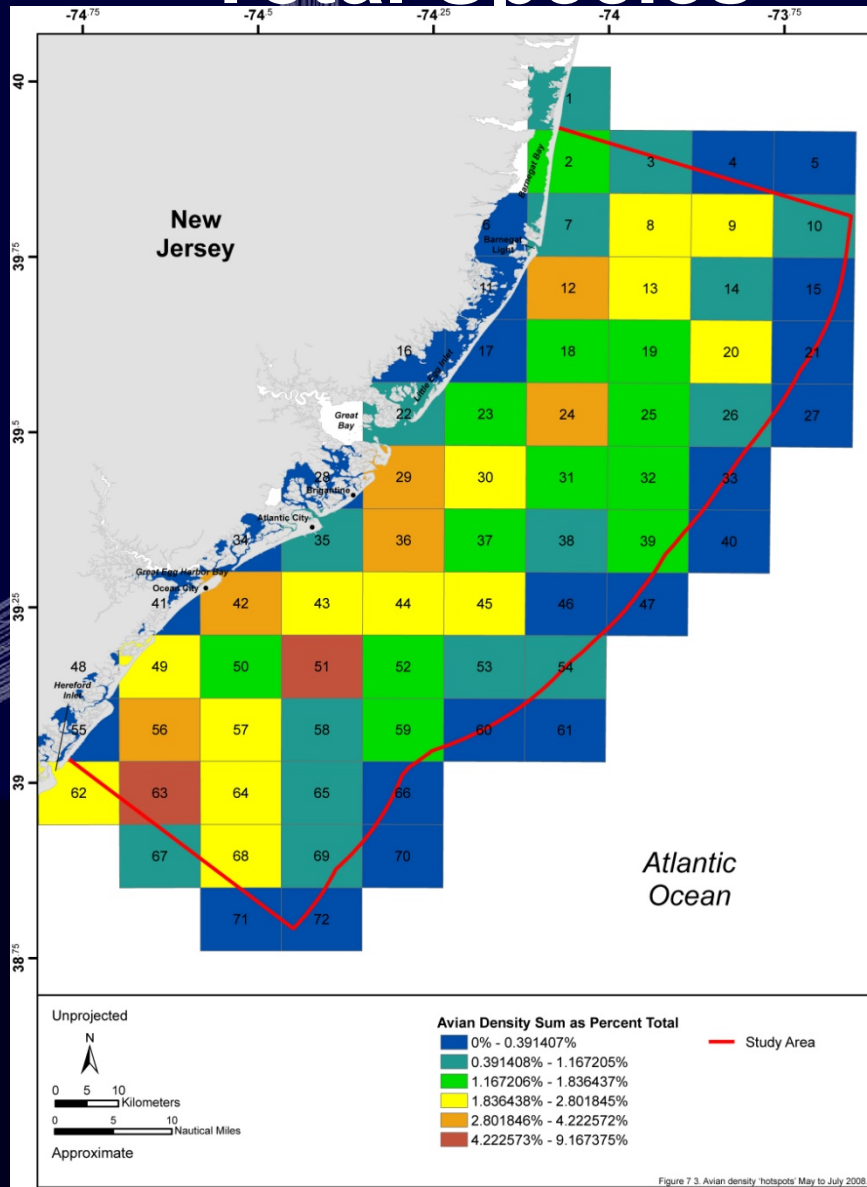 Total Species
-74.75 -74.5 -74.25 -74 -73.75
40
39.75
39.5
39.25
39
38.75
New
Jersey
Barnegat Bay
Barnegat
Light
Little Egg Inlet
Great
Bay
Brigantine
Atlantic City
Great Egg Harbor Bay
Ocean City
Hereford
Inlet
Atlantic
Ocean
1
2 3 4 5
6 7 8 9 10
11 12 13 14 15
16 17 18 19 20 21
22 23 24 25 26 27
28 29 30 31 32 33
34 35 36 37 38 39 40
41 42 43 44 45 46 47
48 49 50 51 52 53 54
55 56 57 58 59 60 61
62 63 64 65 66
67 68 69 70
71 72
Unprojected
N
0 5 10
Kilometers
0 5 10
Nautical Miles
Approximate
Avian Density Sum as Percent Total
0% - 0.391407%
0.391408% - 1.167205%
1.167206% - 1.836437%
1.836438% - 2.801845%
2.801846% - 4.222572%
4.222573% - 9.167375%
Study Area
Figure 7 3. Avian density 'hotspots' May to July 2008.